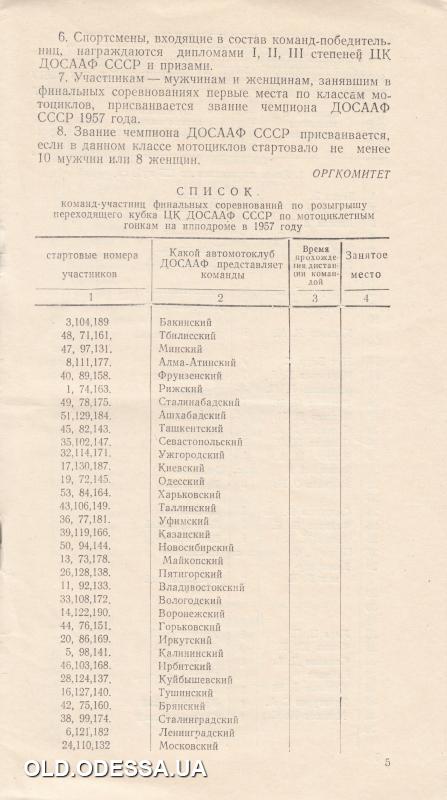 6. Спортсмены, входящие в состав команд-победитель-
ниц, награждаются дипломами I, II, III степеней ЦК
ДОСААФ СССР и призами.
7. Участникам — мужчинам и женщинам, занявшим в
финальных соревнованиях первые места по классам мо-
тоциклов, присванвается звание чемпиона ДОСААФ
СССР 1957 года.
8. Звание чемпиона ДОСААФ СССР присванвается,
если в данном классе мотоциклов стартовало не менее
10 мужчин или 8 женщин.
ОРГКОМИТЕТ
СПИСОК
команд-участниц финальных соревнований по розыгрышу
переходящего кубка ЦК ДОСААФ СССР по мотоциклетным
гонкам на ипподроме в 1957 году
стартовые номера участников
Какой автомотоклуб ДОСААФ представляет команды
Время прохожде- ния дистан- ции коман- дой
Занятое место
1 2 3 4
3,104,189 Бакинский
48, 71,161, Тбилисский
47, 97,131. Минский
8,111,177. Алма-Атинский
40, 89,158. Фрунзенский
1, 74,163. Рижский
49, 78,175. Сталинабадский
51,129,184. Ашхабадский
45, 82,143. Ташкентский
35,102,147. Севастопольский
32,114,171. Ужгородский
17,130,187. Киевский
19, 72,145. Одесский
53, 84,164. Харьковский
43,106,149. Таллинский
36, 77,181. Уфимский
39,119,166. Казанский
50, 94,144. Новосибирский
13, 73,178. Майкопский
26,128,138. Пятигорский
11, 92,133. Владивостокский
33,108,172. Вологодский
14,122,190. Воронежский
44, 76,151. Горьковский
20, 86,169. Иркутский
5, 98,141. Калининский
46,103,168. Ирбитский
28,124,137. Куйбышевский
16,127,140. Тушинский
42, 75,160. Брянский
38, 99,174. Сталинградский
6,121,182 Ленинградский
24,110,132 Московский
5
OLD.ODESSA.UA